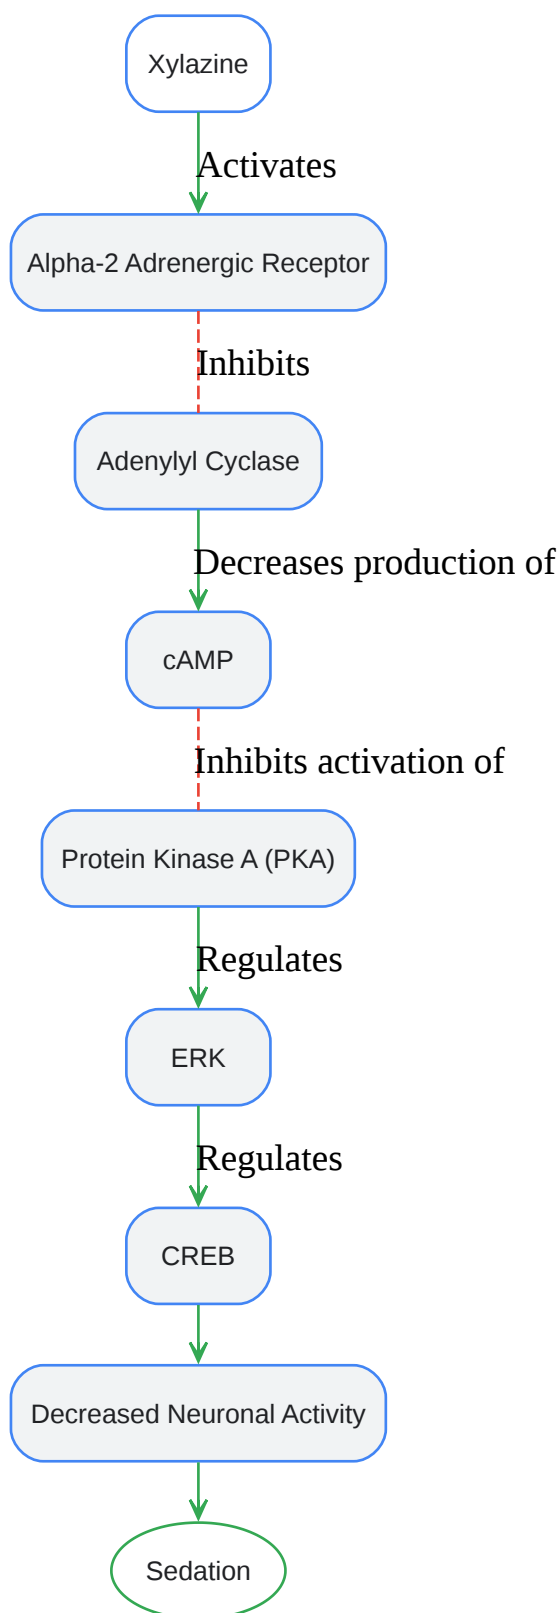 Xylazine
Activates
Alpha-2 Adrenergic Receptor
Inhibits
Adenylyl Cyclase
Decreases production of
cAMP
Inhibits activation of
Protein Kinase A (PKA)
Regulates
ERK
Regulates
CREB
Decreased Neuronal Activity
Sedation